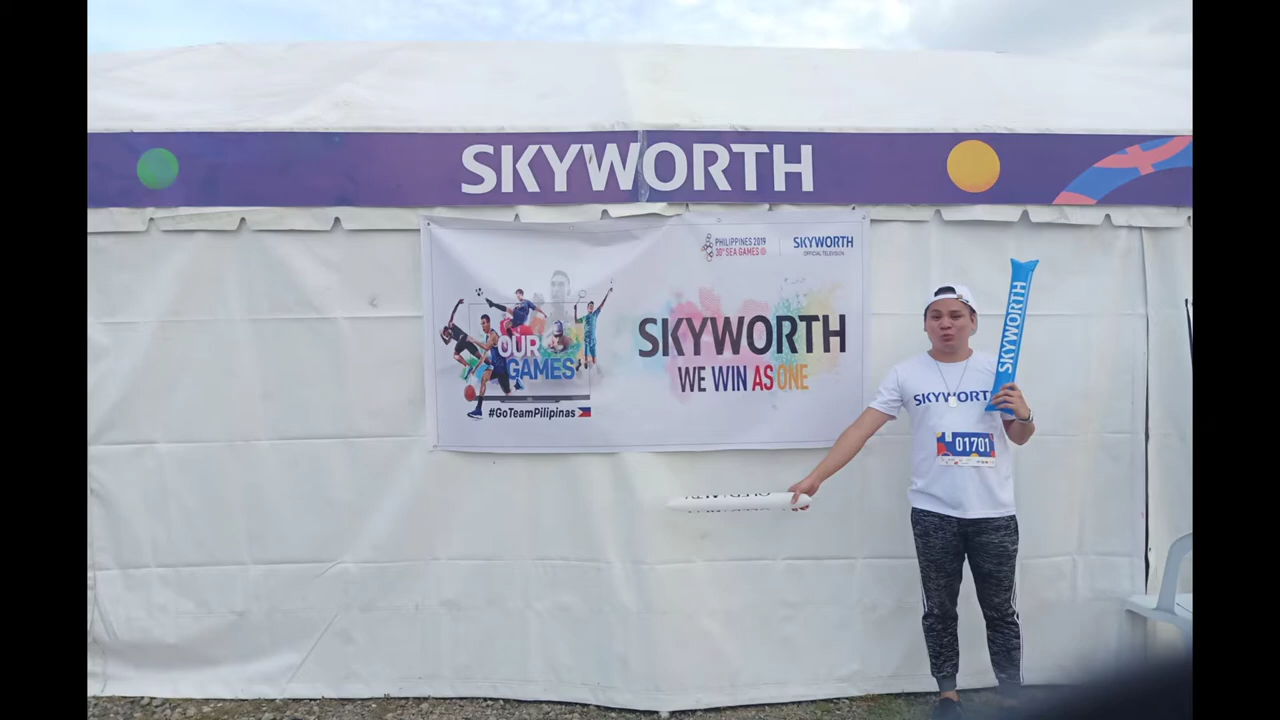 SKYWORTH
PHILIPPINES 2019
30th SEA GAMES
SKYWORTH
OFFICIAL TELEVISION
OUR
GAMES
#GoTeamPilipinas
SKYWORTH
WE WIN AS ONE
SKYWORTH
SKYWORTH
01701